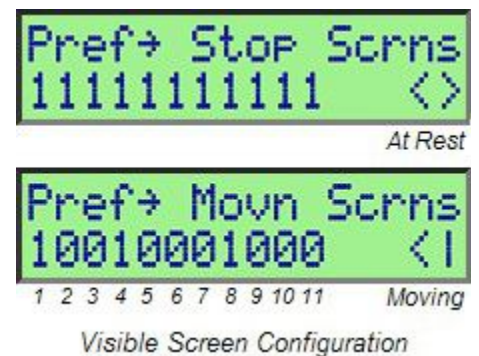 Pref→ Stop Scrns
11111111111 <>
At Rest
Pref→ Movn Scrns
10010001000 <|
1 2 3 4 5 6 7 8 9 10 11 Moving
Visible Screen Configuration